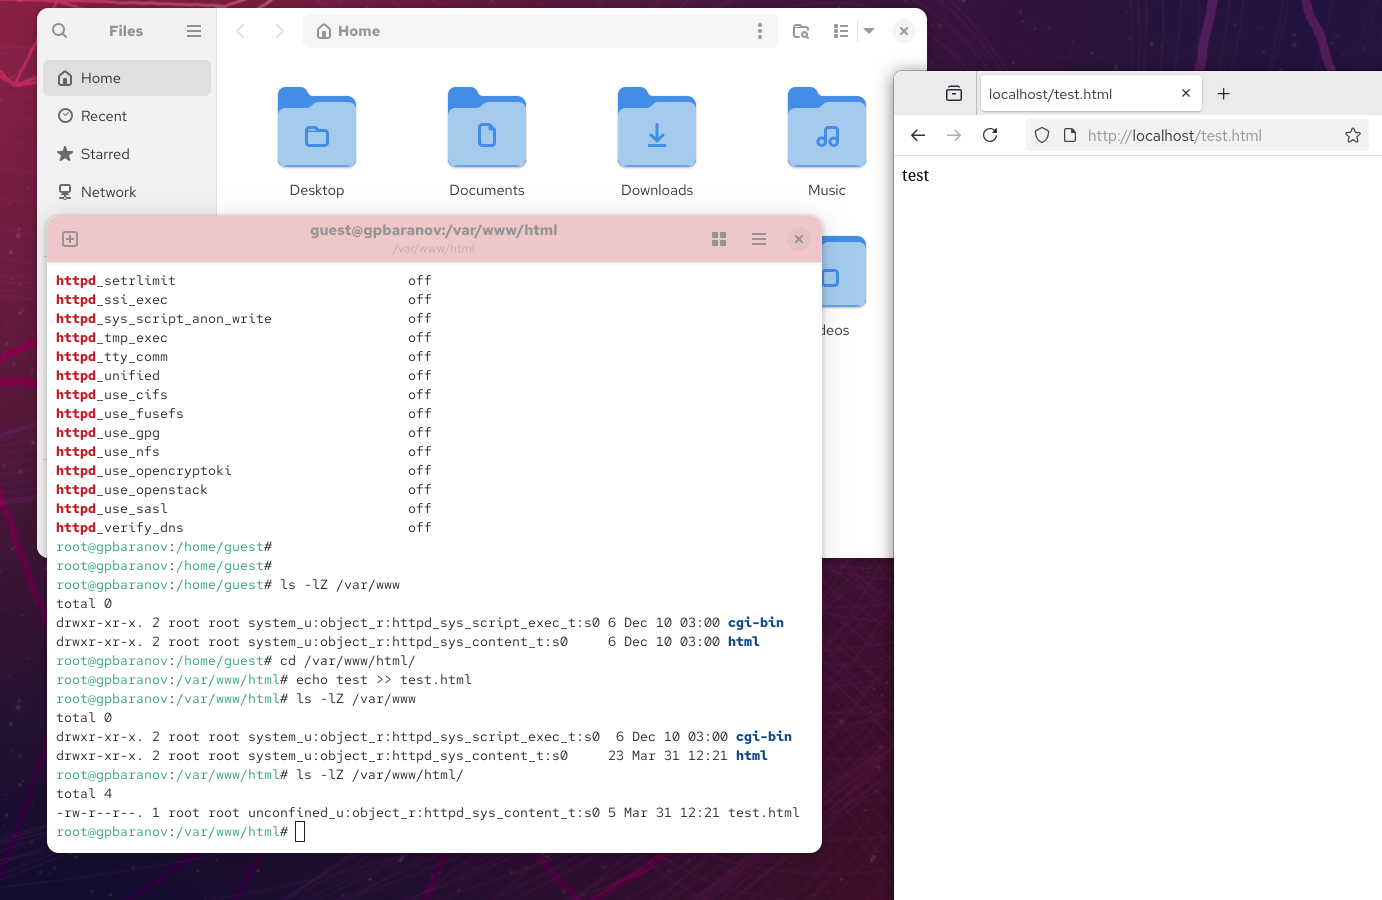 Files
Home
Home
Recent
Starred
Network
Desktop
Documents
Downloads
Music
deos
guest@gpbaranov:/var/www/html
/var/www/html
httpd_setrlimit off
httpd_ssi_exec off
httpd_sys_script_anon_write off
httpd_tmp_exec off
httpd_tty_comm off
httpd_unified off
httpd_use_cifs off
httpd_use_fusefs off
httpd_use_gpg off
httpd_use_nfs off
httpd_use_opencryptoki off
httpd_use_openstack off
httpd_use_sasl off
httpd_verify_dns off
root@gpbaranov:/home/guest#
root@gpbaranov:/home/guest#
root@gpbaranov:/home/guest# ls -lZ /var/www
total 0
drwxr-xr-x. 2 root root system_u:object_r:httpd_sys_script_exec_t:s0 6 Dec 10 03:00 cgi-bin
drwxr-xr-x. 2 root root system_u:object_r:httpd_sys_content_t:s0 6 Dec 10 03:00 html
root@gpbaranov:/home/guest# cd /var/www/html/
root@gpbaranov:/var/www/html# echo test >> test.html
root@gpbaranov:/var/www/html# ls -lZ /var/www
total 0
drwxr-xr-x. 2 root root system_u:object_r:httpd_sys_script_exec_t:s0 6 Dec 10 03:00 cgi-bin
drwxr-xr-x. 2 root root system_u:object_r:httpd_sys_content_t:s0 23 Mar 31 12:21 html
root@gpbaranov:/var/www/html# ls -lZ /var/www/html/
total 4
-rw-r--r--. 1 root root unconfined_u:object_r:httpd_sys_content_t:s0 5 Mar 31 12:21 test.html
root@gpbaranov:/var/www/html#
localhost/test.html
http://localhost/test.html
test